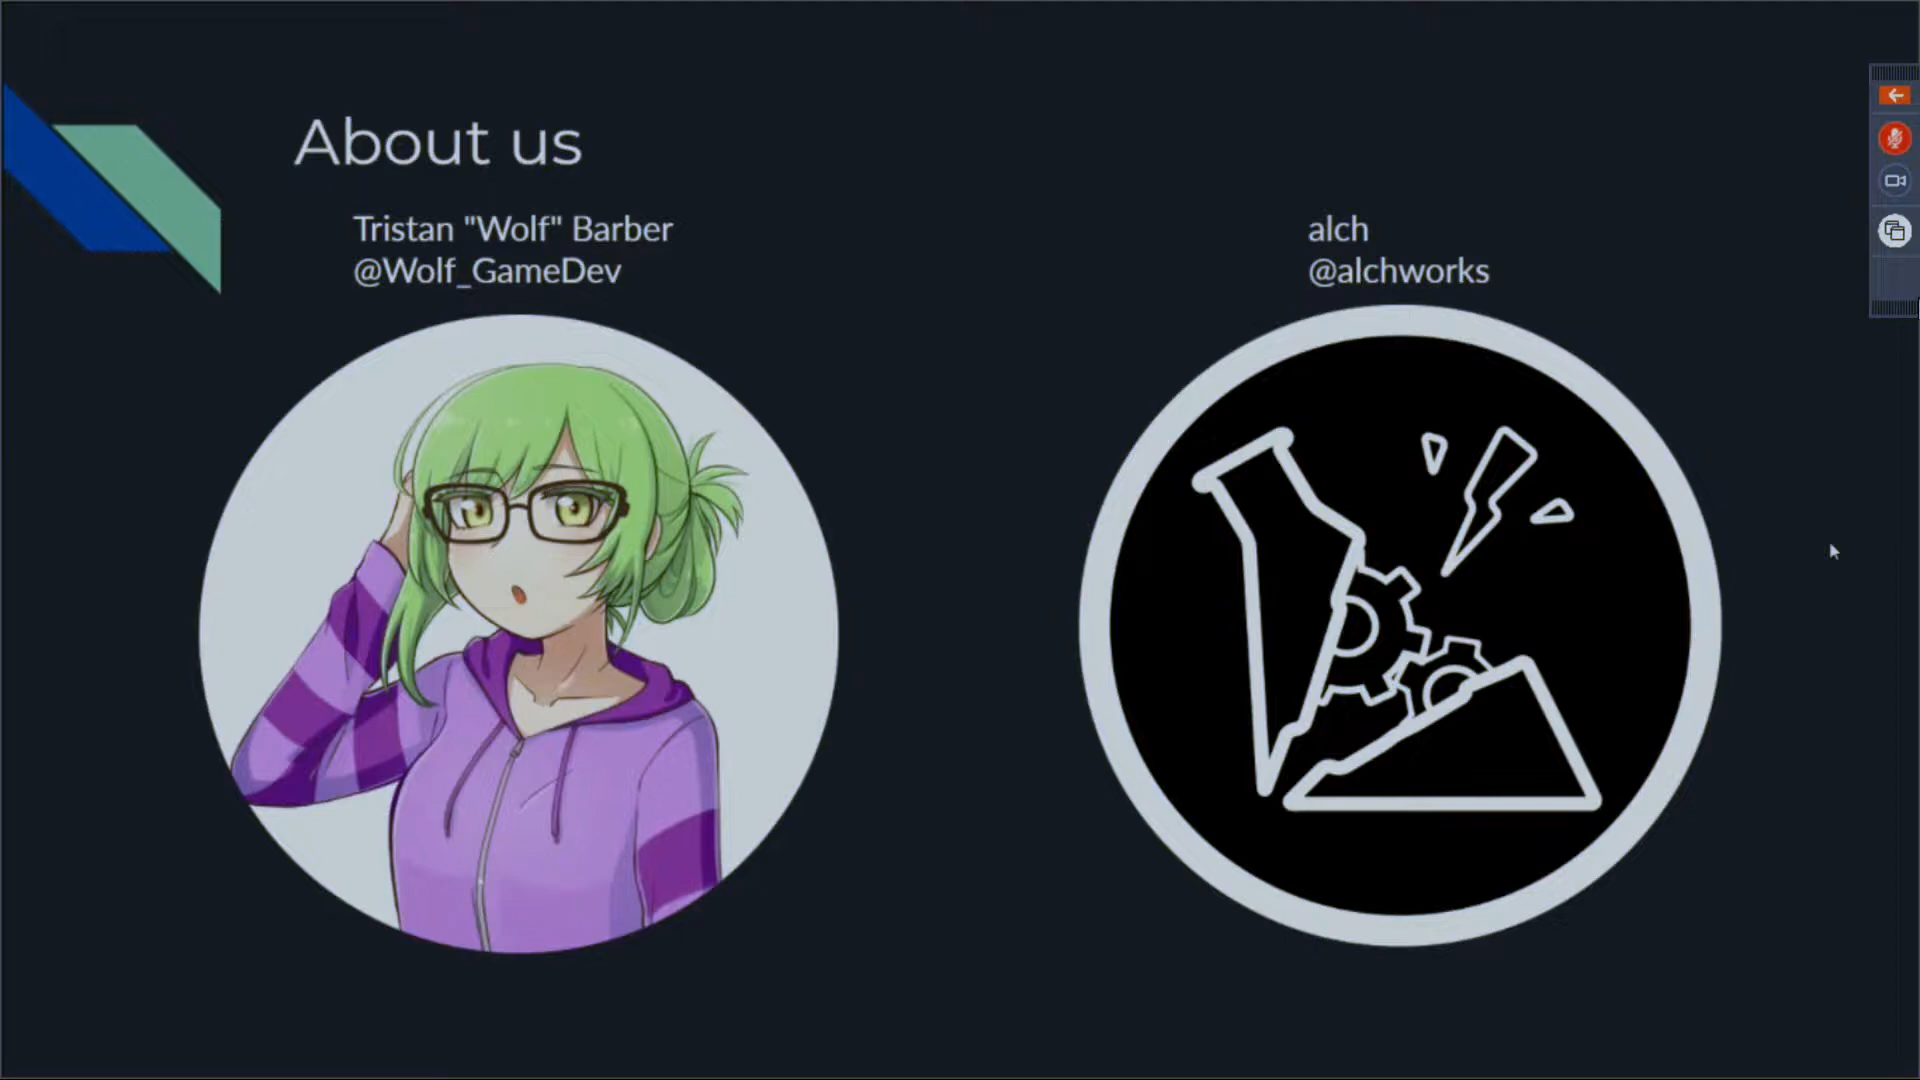 About us
Tristan "Wolf" Barber
@Wolf_GameDev
alch
@alchworks